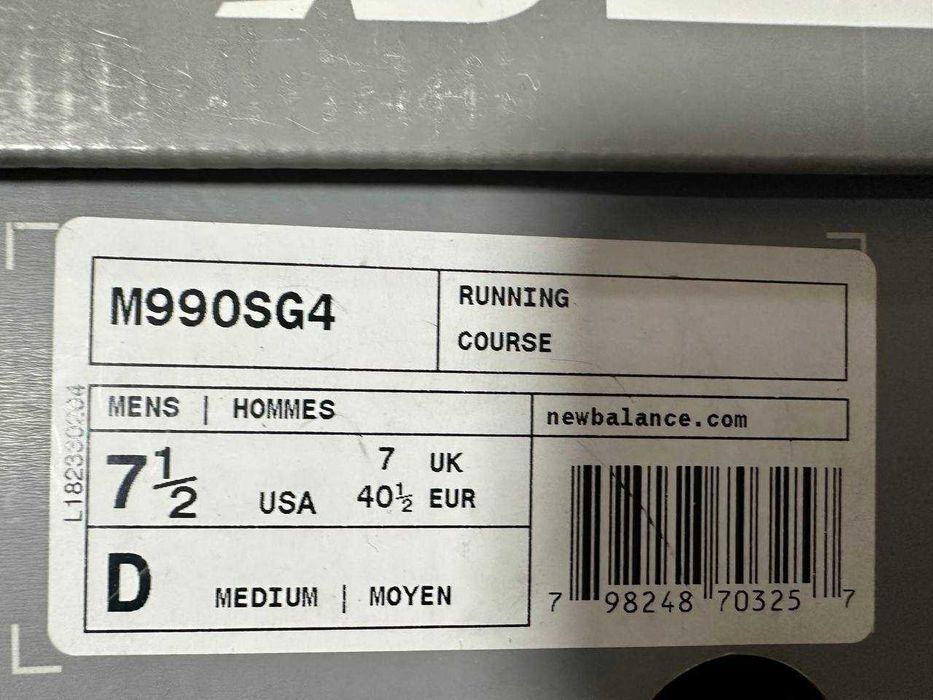 M990SG4
RUNNING
COURSE
MENS | HOMMES
newbalance.com
7½ USA
7 UK
40½ EUR
D MEDIUM | MOYEN
7 98248 70325 7